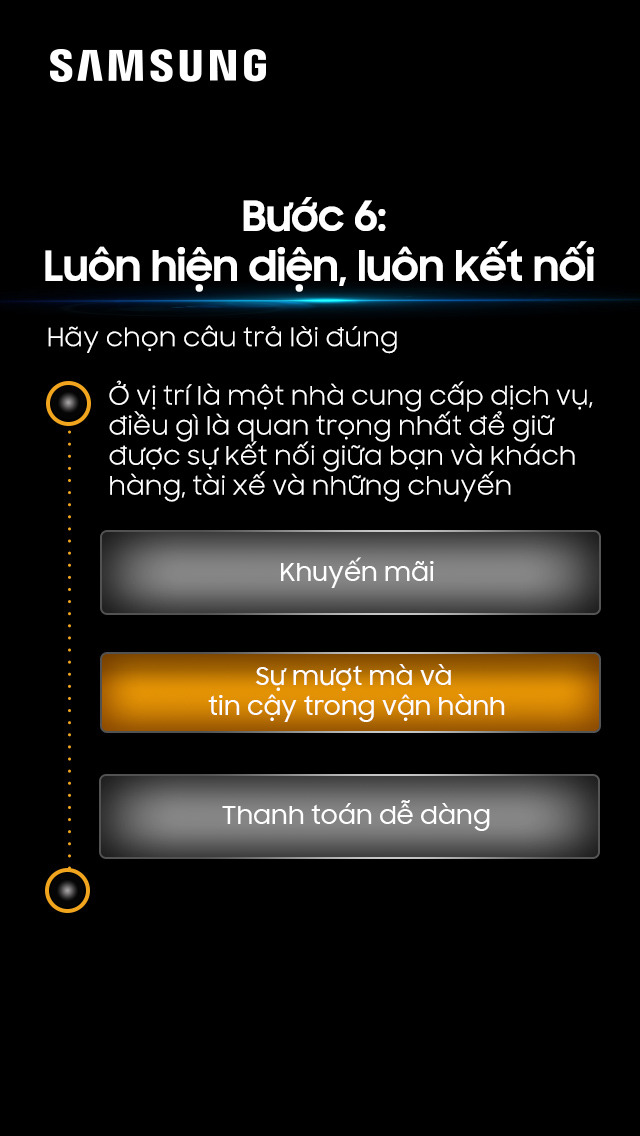 SAMSUNG
Bước 6:
Luôn hiện diện, luôn kết nối
Hãy chọn câu trả lời đúng
Ở vị trí là một nhà cung cấp dịch vụ,
điều gì là quan trọng nhất để giữ
được sự kết nối giữa bạn và khách
hàng, tài xế và những chuyến
Khuyến mãi
Sự mượt mà và
tin cậy trong vận hành
Thanh toán dễ dàng